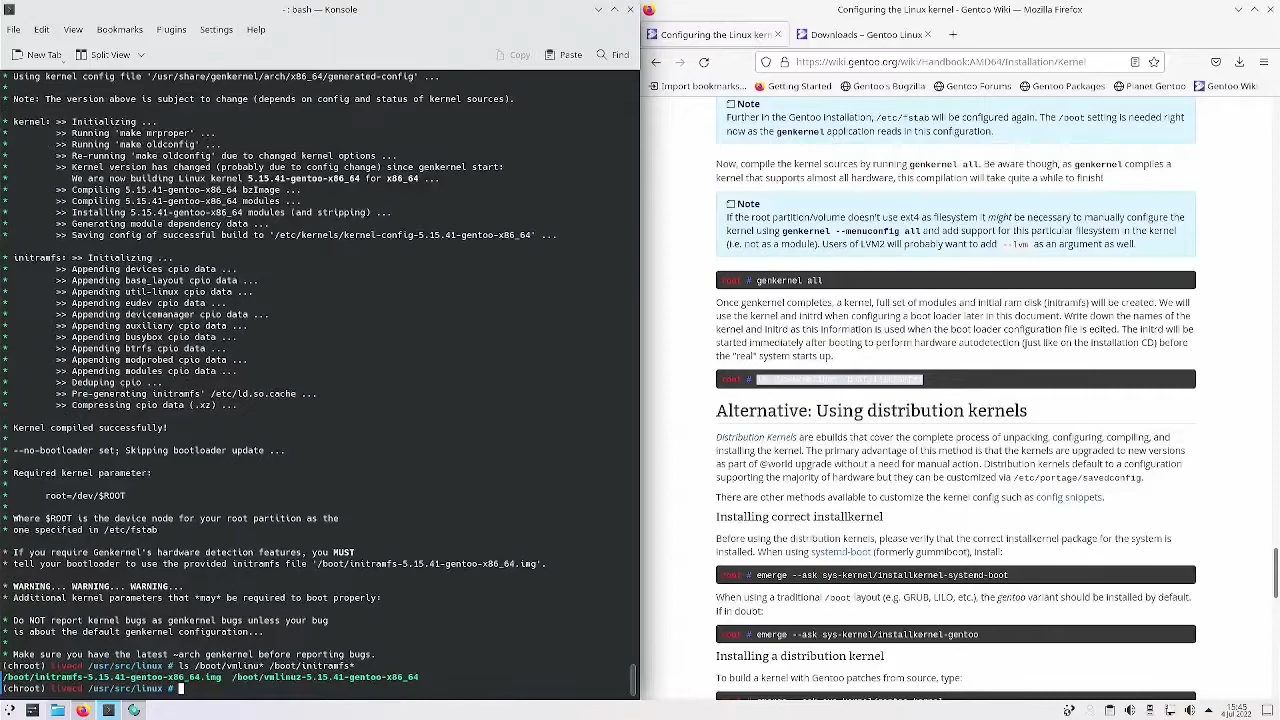 - : bash — Konsole
File Edit View Bookmarks Plugins Settings Help
New Tab Split View Copy Paste Find
* Using kernel config file '/usr/share/genkernel/arch/x86_64/generated-config' ...
*
* Note: The version above is subject to change (depends on config and status of kernel sources).
*
* kernel: >> Initializing ...
* >> Running 'make mrproper' ...
* >> Running 'make oldconfig' ...
* >> Re-running 'make oldconfig' due to changed kernel options ...
* >> Kernel version has changed (probably due to config change) since genkernel start:
* We are now building Linux kernel 5.15.41-gentoo-x86_64 for x86_64 ...
* >> Compiling 5.15.41-gentoo-x86_64 bzImage ...
* >> Compiling 5.15.41-gentoo-x86_64 modules ...
* >> Installing 5.15.41-gentoo-x86_64 modules (and stripping) ...
* >> Generating module dependency data ...
* >> Saving config of successful build to '/etc/kernels/kernel-config-5.15.41-gentoo-x86_64' ...
*
* initramfs: >> Initializing ...
* >> Appending devices cpio data ...
* >> Appending base_layout cpio data ...
* >> Appending util-linux cpio data ...
* >> Appending eudev cpio data ...
* >> Appending devicemanager cpio data ...
* >> Appending auxiliary cpio data ...
* >> Appending busybox cpio data ...
* >> Appending btrfs cpio data ...
* >> Appending modprobed cpio data ...
* >> Appending modules cpio data ...
* >> Deduping cpio ...
* >> Pre-generating initramfs' /etc/ld.so.cache ...
* >> Compressing cpio data (.xz) ...
*
* Kernel compiled successfully!
*
* --no-bootloader set; Skipping bootloader update ...
*
* Required kernel parameter:
*
* root=/dev/$ROOT
*
* Where $ROOT is the device node for your root partition as the
* one specified in /etc/fstab
*
* If you require Genkernel's hardware detection features, you MUST
* tell your bootloader to use the provided initramfs file '/boot/initramfs-5.15.41-gentoo-x86_64.img'.
*
* WARNING... WARNING... WARNING...
* Additional kernel parameters that *may* be required to boot properly:
*
* Do NOT report kernel bugs as genkernel bugs unless your bug
* is about the default genkernel configuration...
*
* Make sure you have the latest ~arch genkernel before reporting bugs.
(chroot) livecd /usr/src/linux # ls /boot/vmlinu* /boot/initramfs*
/boot/initramfs-5.15.41-gentoo-x86_64.img /boot/vmlinuz-5.15.41-gentoo-x86_64
(chroot) livecd /usr/src/linux #
Configuring the Linux kernel - Gentoo Wiki — Mozilla Firefox
Configuring the Linux kern Downloads – Gentoo Linux
https://wiki.gentoo.org/wiki/Handbook:AMD64/Installation/Kernel
Import bookmarks... Getting Started Gentoo's Bugzilla Gentoo Forums Gentoo Packages Planet Gentoo Gentoo Wiki
Note
Further in the Gentoo installation, /etc/fstab will be configured again. The /boot setting is needed right
now as the genkernel application reads in this configuration.
Now, compile the kernel sources by running genkernel all. Be aware though, as genkernel compiles a
kernel that supports almost all hardware, this compilation will take quite a while to finish!
Note
If the root partition/volume doesn't use ext4 as filesystem it might be necessary to manually configure the
kernel using genkernel --menuconfig all and add support for this particular filesystem in the kernel
(i.e. not as a module). Users of LVM2 will probably want to add --lvm as an argument as well.
root # genkernel all
Once genkernel completes, a kernel, full set of modules and initial ram disk (initramfs) will be created. We will
use the kernel and initrd when configuring a boot loader later in this document. Write down the names of the
kernel and initrd as this information is used when the boot loader configuration file is edited. The initrd will be
started immediately after booting to perform hardware autodetection (just like on the installation CD) before
the "real" system starts up.
root # ls /boot/vmlinu* /boot/initramfs*
Alternative: Using distribution kernels
Distribution Kernels are ebuilds that cover the complete process of unpacking, configuring, compiling, and
installing the kernel. The primary advantage of this method is that the kernels are upgraded to new versions
as part of @world upgrade without a need for manual action. Distribution kernels default to a configuration
supporting the majority of hardware but they can be customized via /etc/portage/savedconfig.
There are other methods available to customize the kernel config such as config snippets.
Installing correct installkernel
Before using the distribution kernels, please verify that the correct installkernel package for the system is
installed. When using systemd-boot (formerly gummiboot), install:
root # emerge --ask sys-kernel/installkernel-systemd-boot
When using a traditional /boot layout (e.g. GRUB, LILO, etc.), the gentoo variant should be installed by default.
If in doubt:
root # emerge --ask sys-kernel/installkernel-gentoo
Installing a distribution kernel
To build a kernel with Gentoo patches from source, type:
15:45
4 Jul 2022